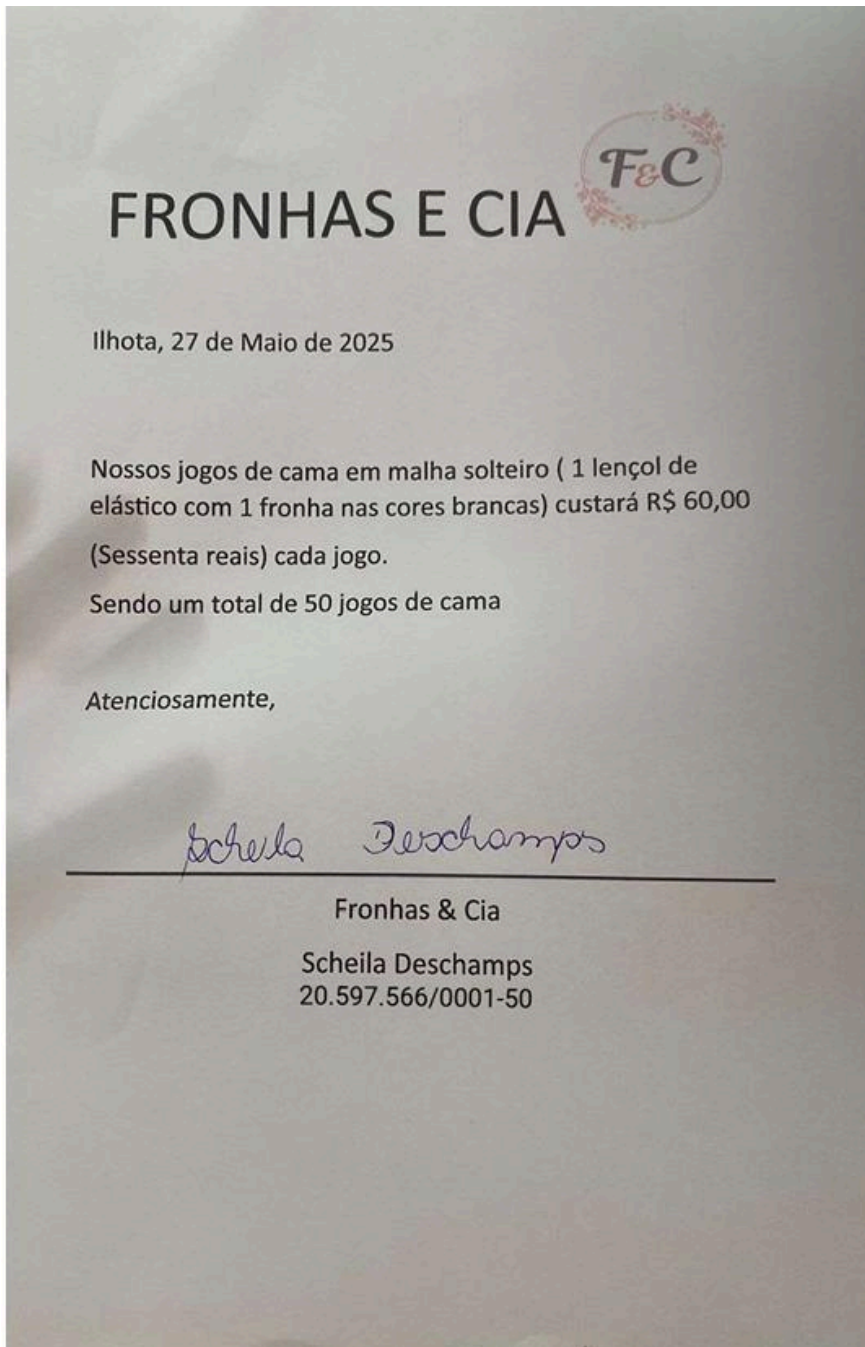 F&C
FRONHAS E CIA
Ilhota, 27 de Maio de 2025
Nossos jogos de cama em malha solteiro ( 1 lençol de
elástico com 1 fronha nas cores brancas) custará R$ 60,00
(Sessenta reais) cada jogo.
Sendo um total de 50 jogos de cama
Atenciosamente,
Scheila Deschamps
Fronhas & Cia
Scheila Deschamps
20.597.566/0001-50